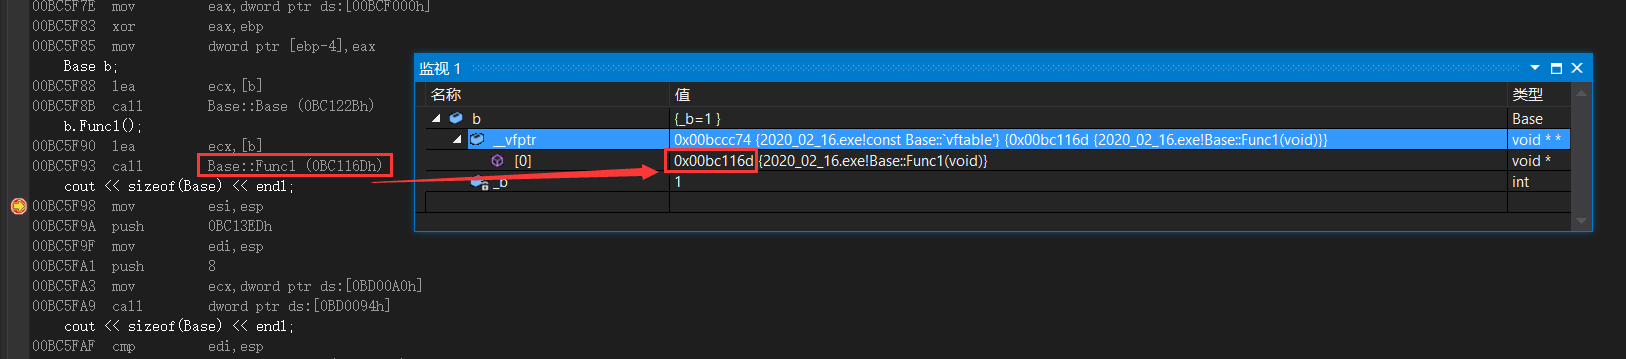 00BC5F7E  mov         eax,dword ptr ds:[00BCF000h]
00BC5F83  xor         eax,ebp
00BC5F85  mov         dword ptr [ebp-4],eax
    Base b;
00BC5F88  lea         ecx,[b]
00BC5F8B  call        Base::Base (0BC122Bh)
    b.Func1();
00BC5F90  lea         ecx,[b]
00BC5F93  call        Base::Func1 (0BC116Dh)
    cout << sizeof(Base) << endl;
00BC5F98  mov         esi,esp
00BC5F9A  push        0BC13EDh
00BC5F9F  mov         edi,esp
00BC5FA1  push        8
00BC5FA3  mov         ecx,dword ptr ds:[0BD00A0h]
00BC5FA9  call        dword ptr ds:[0BD0094h]
    cout << sizeof(Base) << endl;
00BC5FAF  cmp         edi,esp
监视 1
名称 值 类型
b {_b=1 } Base
__vfptr 0x00bccc74 {2020_02_16.exe!const Base::`vftable'} {0x00bc116d {2020_02_16.exe!Base::Func1(void)}} void * *
[0] 0x00bc116d {2020_02_16.exe!Base::Func1(void)} void *
_b 1 int